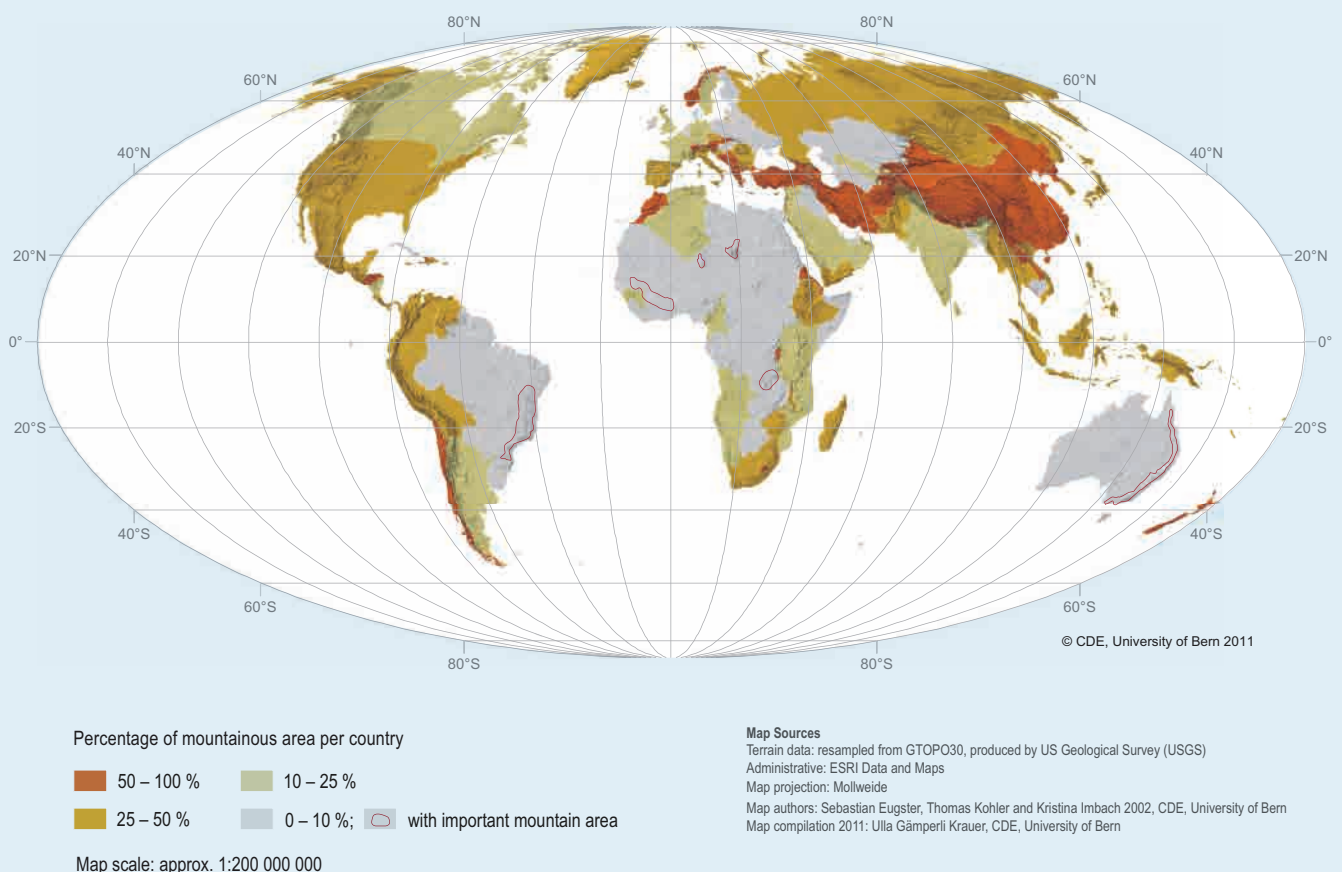 80°N 80°N
60°N 60°N
40°N 40°N
20°N 20°N
0° 0°
20°S 20°S
40°S 40°S
60°S 60°S
© CDE, University of Bern 2011
80°S 80°S
Percentage of mountainous area per country
50 – 100 % 10 – 25 %
25 – 50 % 0 – 10 %; with important mountain area
Map scale: approx. 1:200 000 000
Map Sources
Terrain data: resampled from GTOPO30, produced by US Geological Survey (USGS)
Administrative: ESRI Data and Maps
Map projection: Mollweide
Map authors: Sebastian Eugster, Thomas Kohler and Kristina Imbach 2002, CDE, University of Bern
Map compilation 2011: Ulla Gämperli Krauer, CDE, University of Bern